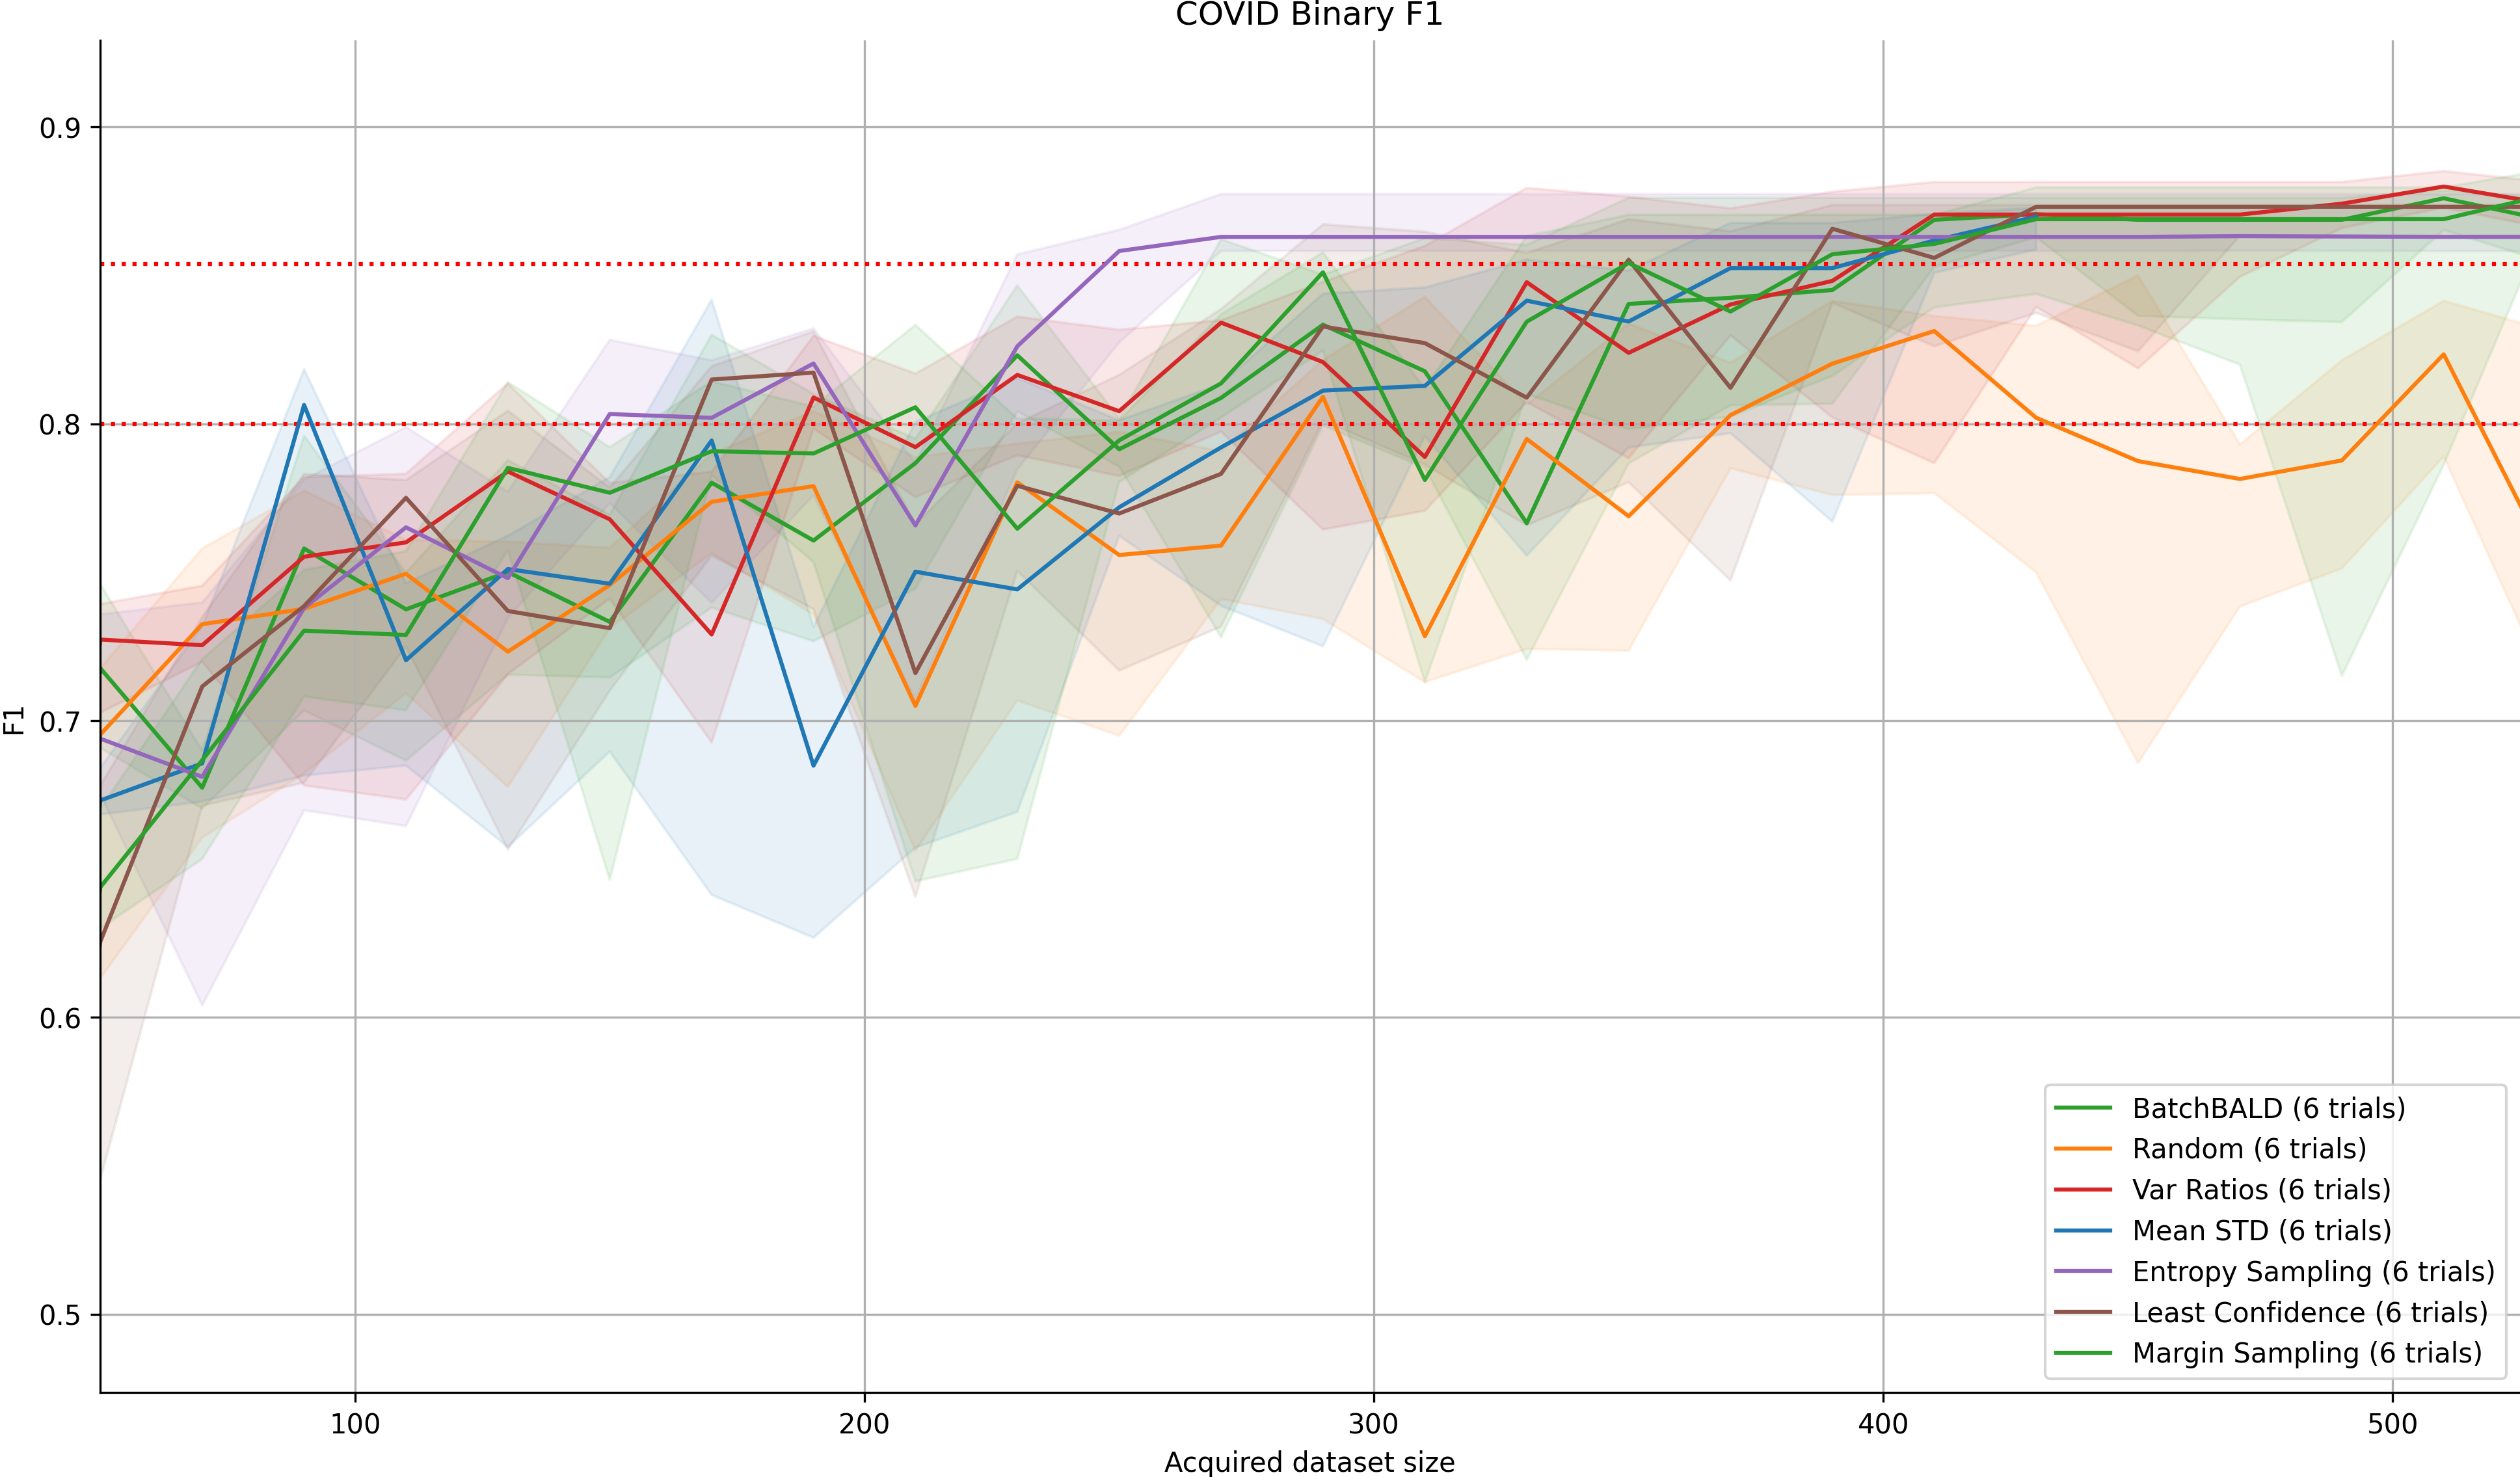 COVID Binary F1
0.9
0.8
0.7
0.6
0.5
F1
100
200
300
400
500
Acquired dataset size
BatchBALD (6 trials)
Random (6 trials)
Var Ratios (6 trials)
Mean STD (6 trials)
Entropy Sampling (6 trials)
Least Confidence (6 trials)
Margin Sampling (6 trials)